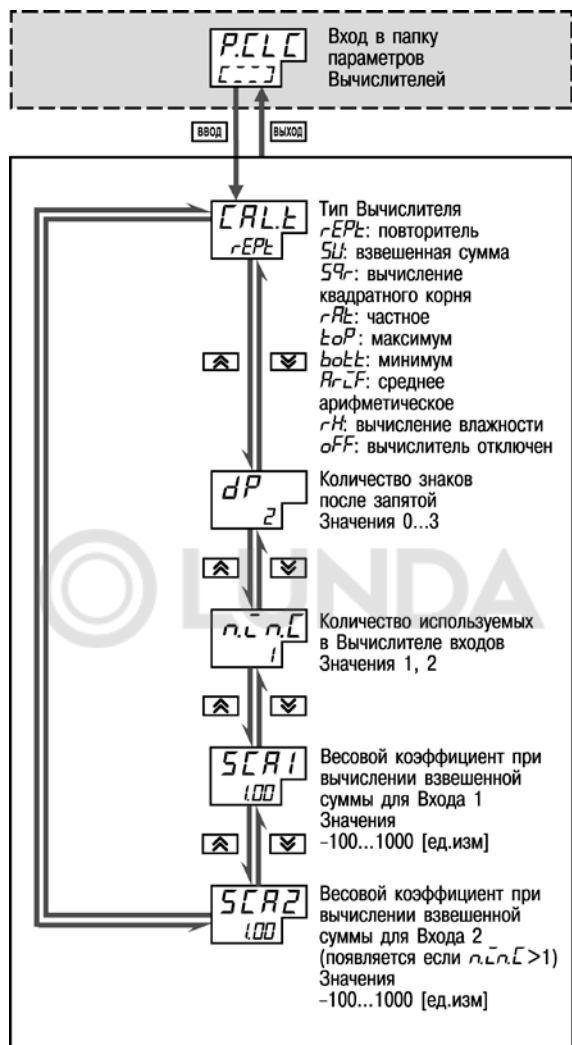 P.CLC
[---]
Вход в папку
параметров
Вычислителей
ВВОД
ВЫХОД
CAL.t
rEPt
Тип Вычислителя
rEPt: повторитель
SU: взвешенная сумма
S9r: вычисление
квадратного корня
rAt: частное
toP: максимум
bott: минимум
AriF: среднее
арифметическое
rH: вычисление влажности
oFF: вычислитель отключен
dP
2
Количество знаков
после запятой
Значения 0...3
LUNDA
n.in.C
1
Количество используемых
в Вычислителе входов
Значения 1, 2
SCA1
1.00
Весовой коэффициент при
вычислении взвешенной
суммы для Входа 1
Значения
–100...1000 [ед.изм]
SCA2
1.00
Весовой коэффициент при
вычислении взвешенной
суммы для Входа 2
(появляется если n.in.C>1)
Значения
–100...1000 [ед.изм]